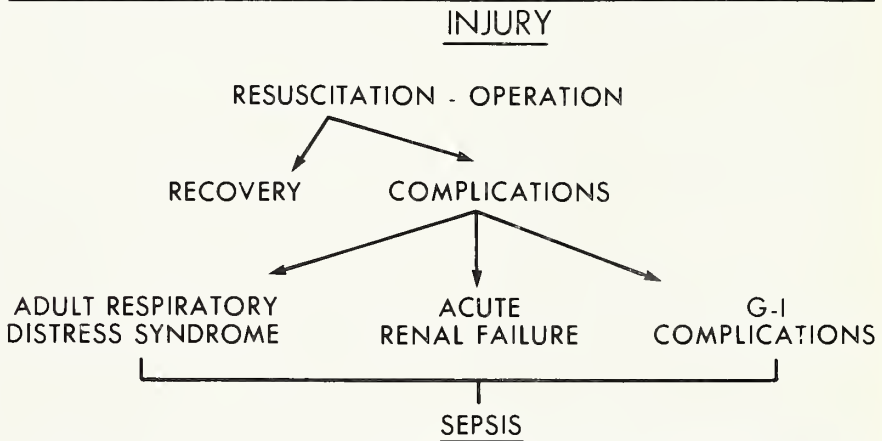 INJURY
RESUSCITATION - OPERATION
RECOVERY COMPLICATIONS
ADULT RESPIRATORY
DISTRESS SYNDROME
ACUTE
RENAL FAILURE
G-I
COMPLICATIONS
SEPSIS